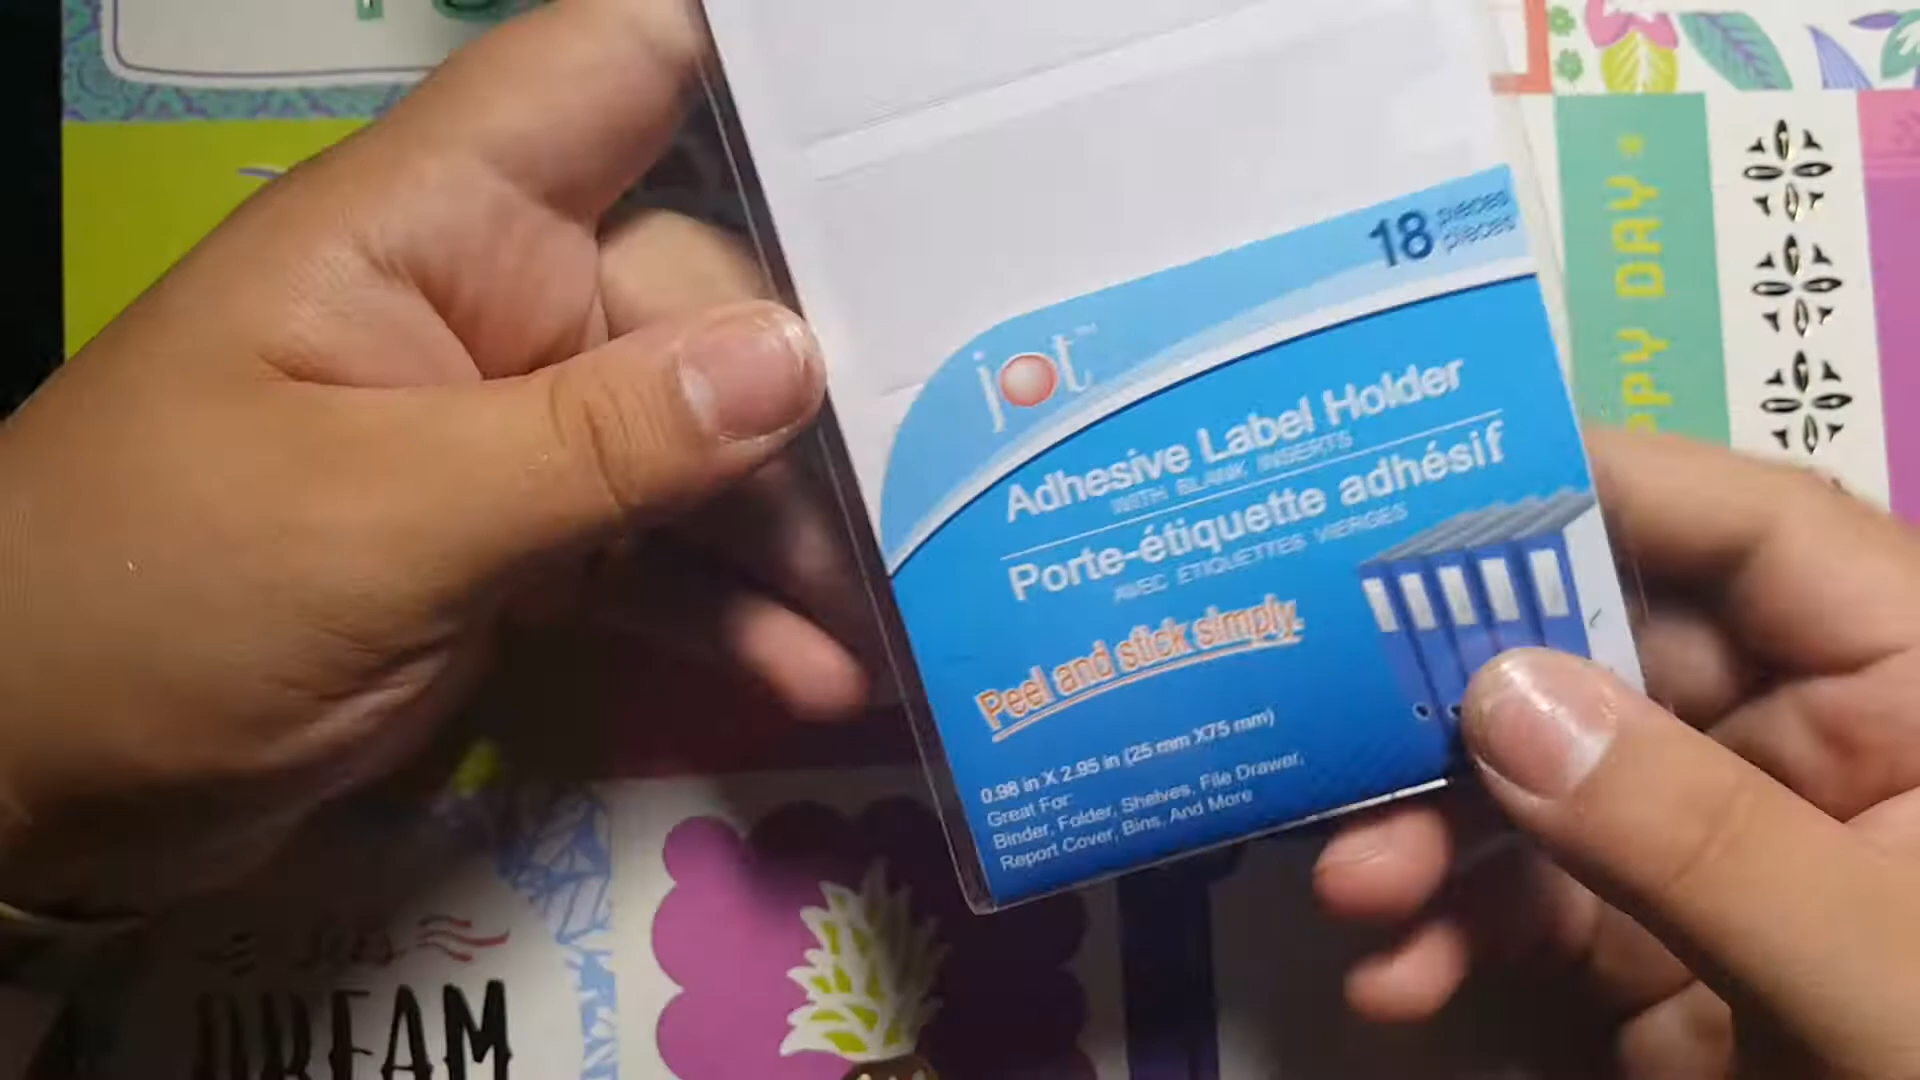 18 pieces
pièces
jot™
Adhesive Label Holder
WITH BLANK INSERTS
Porte-étiquette adhésif
AVEC ÉTIQUETTES VIERGES
Peel and stick simply.
0.98 in X 2.95 in (25 mm X75 mm)
Great For:
Binder, Folder, Shelves, File Drawer,
Report Cover, Bins, And More
PPY DAY
DREAM